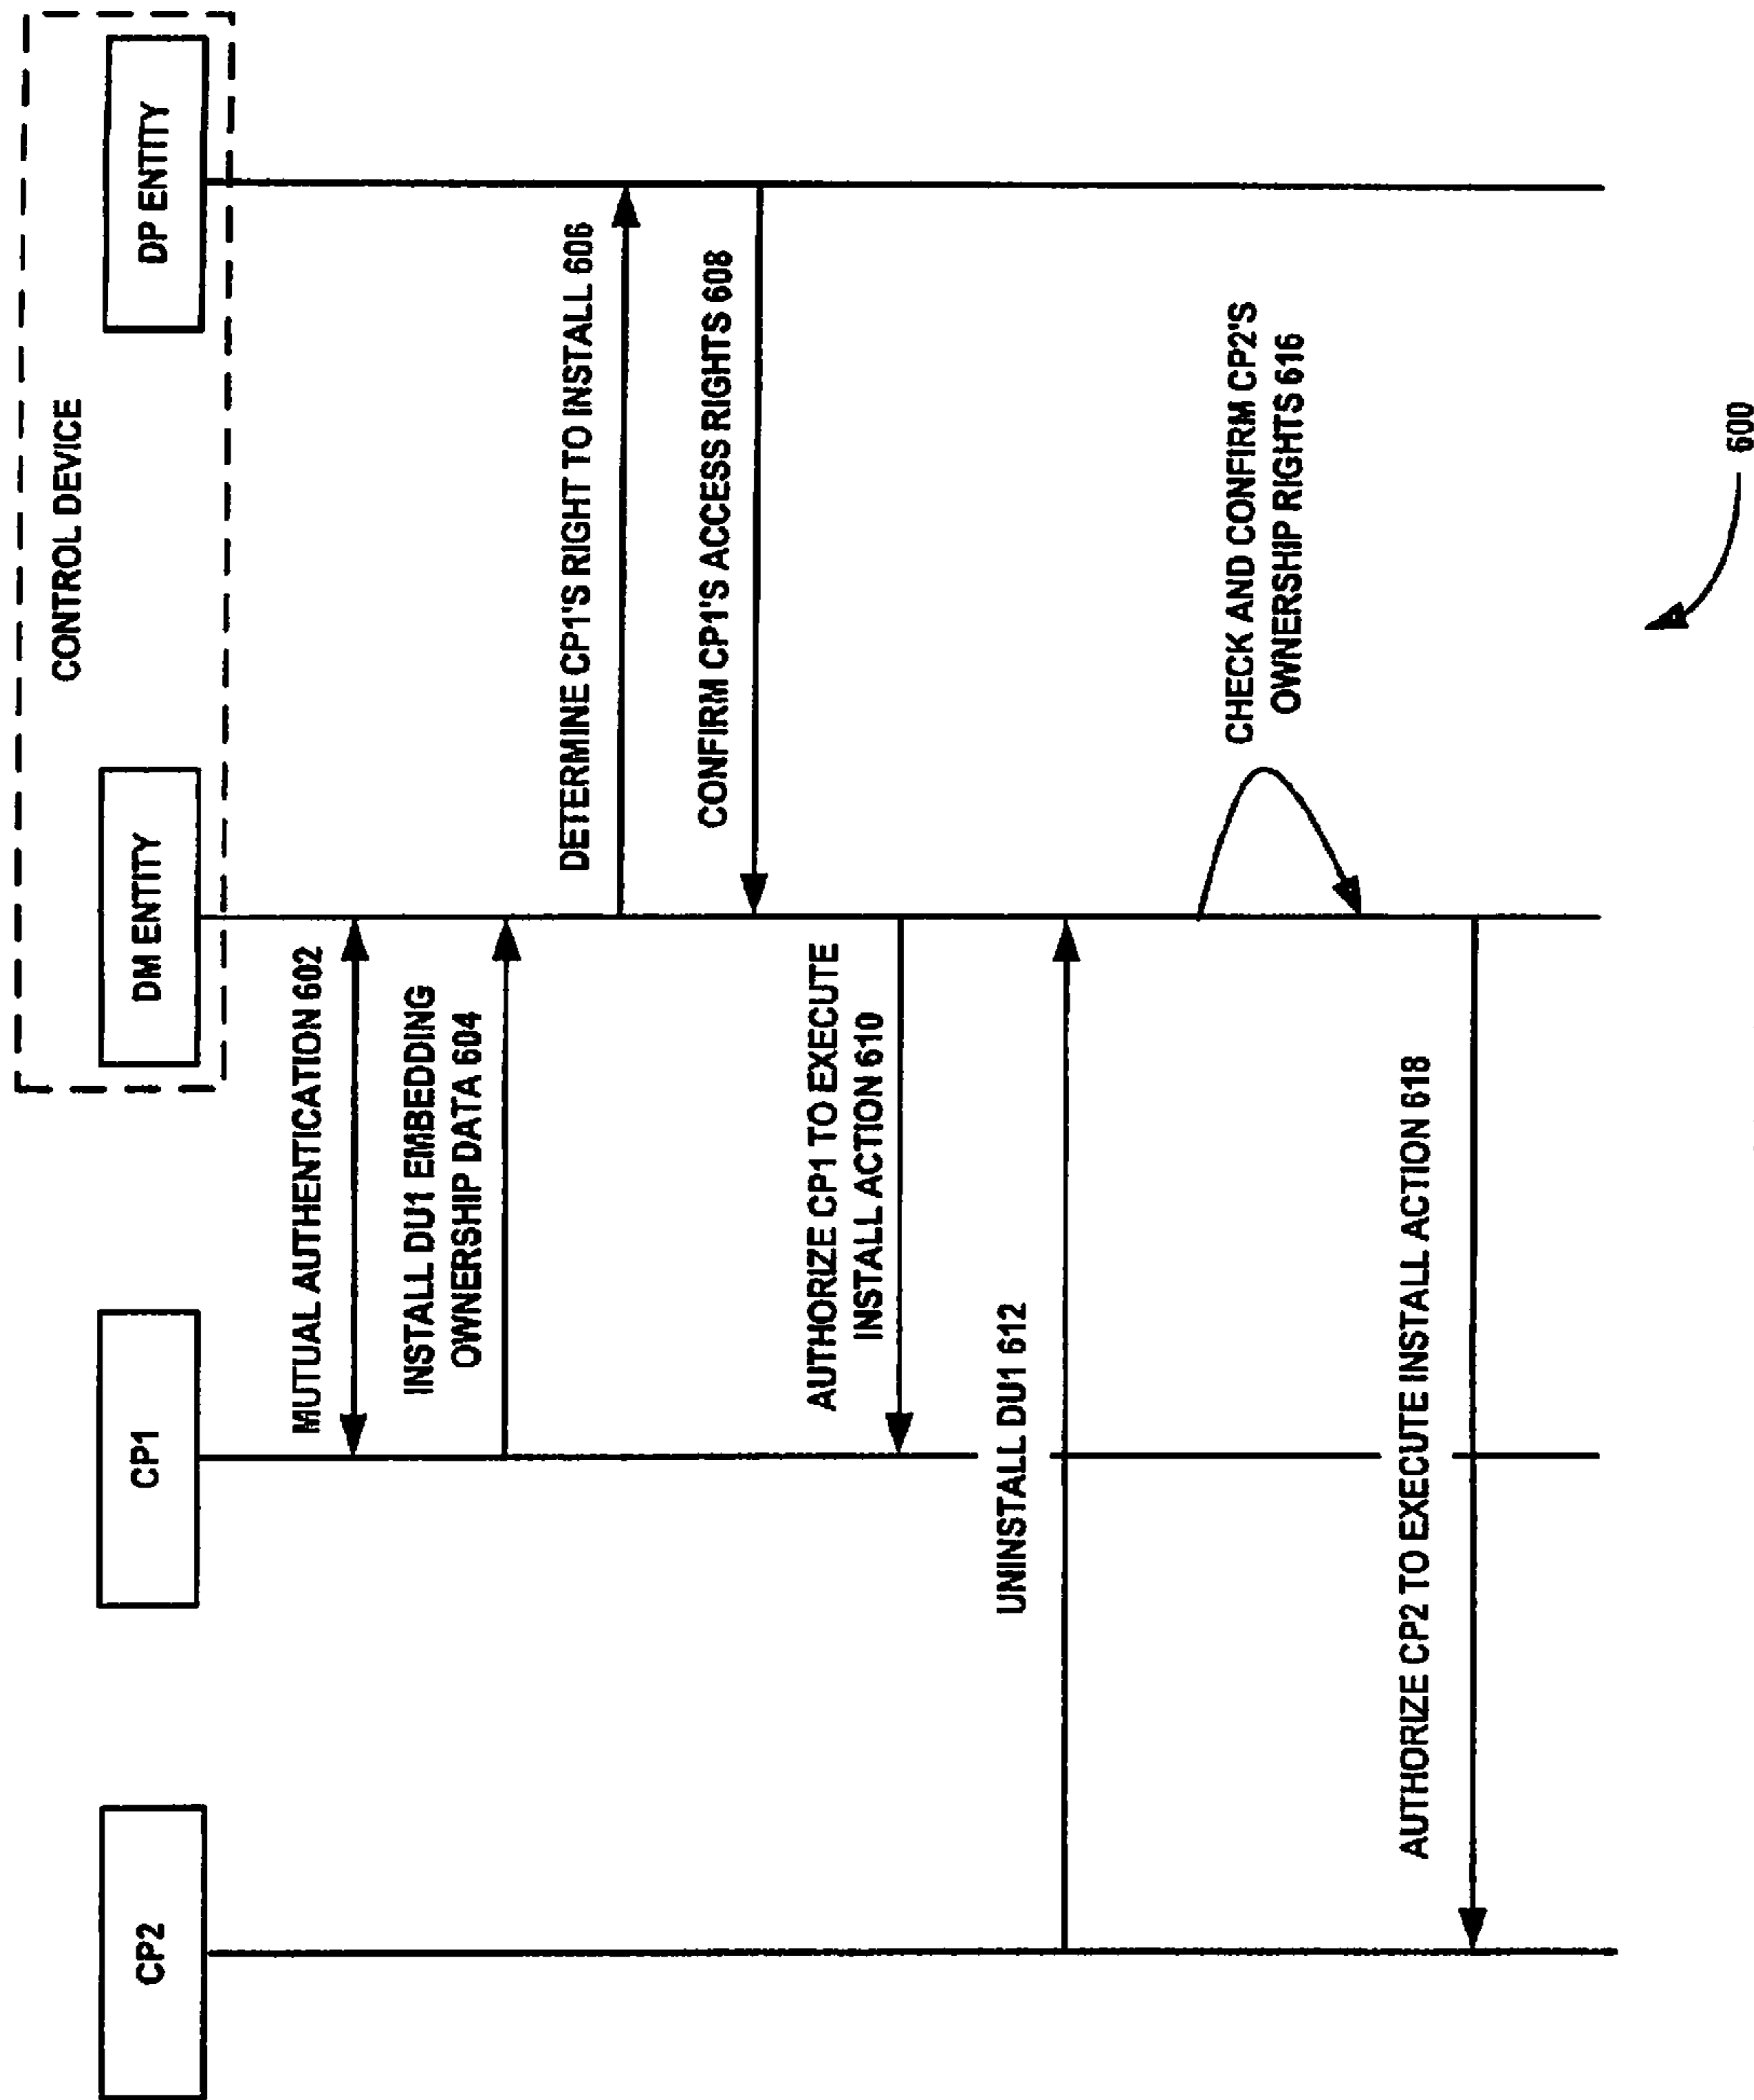 CONTROL DEVICE
CP2
CP1
DM ENTITY
DP ENTITY
MUTUAL AUTHENTICATION 602
INSTALL DU1 EMBEDDING
OWNERSHIP DATA 604
DETERMINE CP1'S RIGHT TO INSTALL 606
CONFIRM CP1'S ACCESS RIGHTS 608
AUTHORIZE CP1 TO EXECUTE
INSTALL ACTION 610
UNINSTALL DU1 612
CHECK AND CONFIRM CP2'S
OWNERSHIP RIGHTS 616
AUTHORIZE CP2 TO EXECUTE INSTALL ACTION 618
600